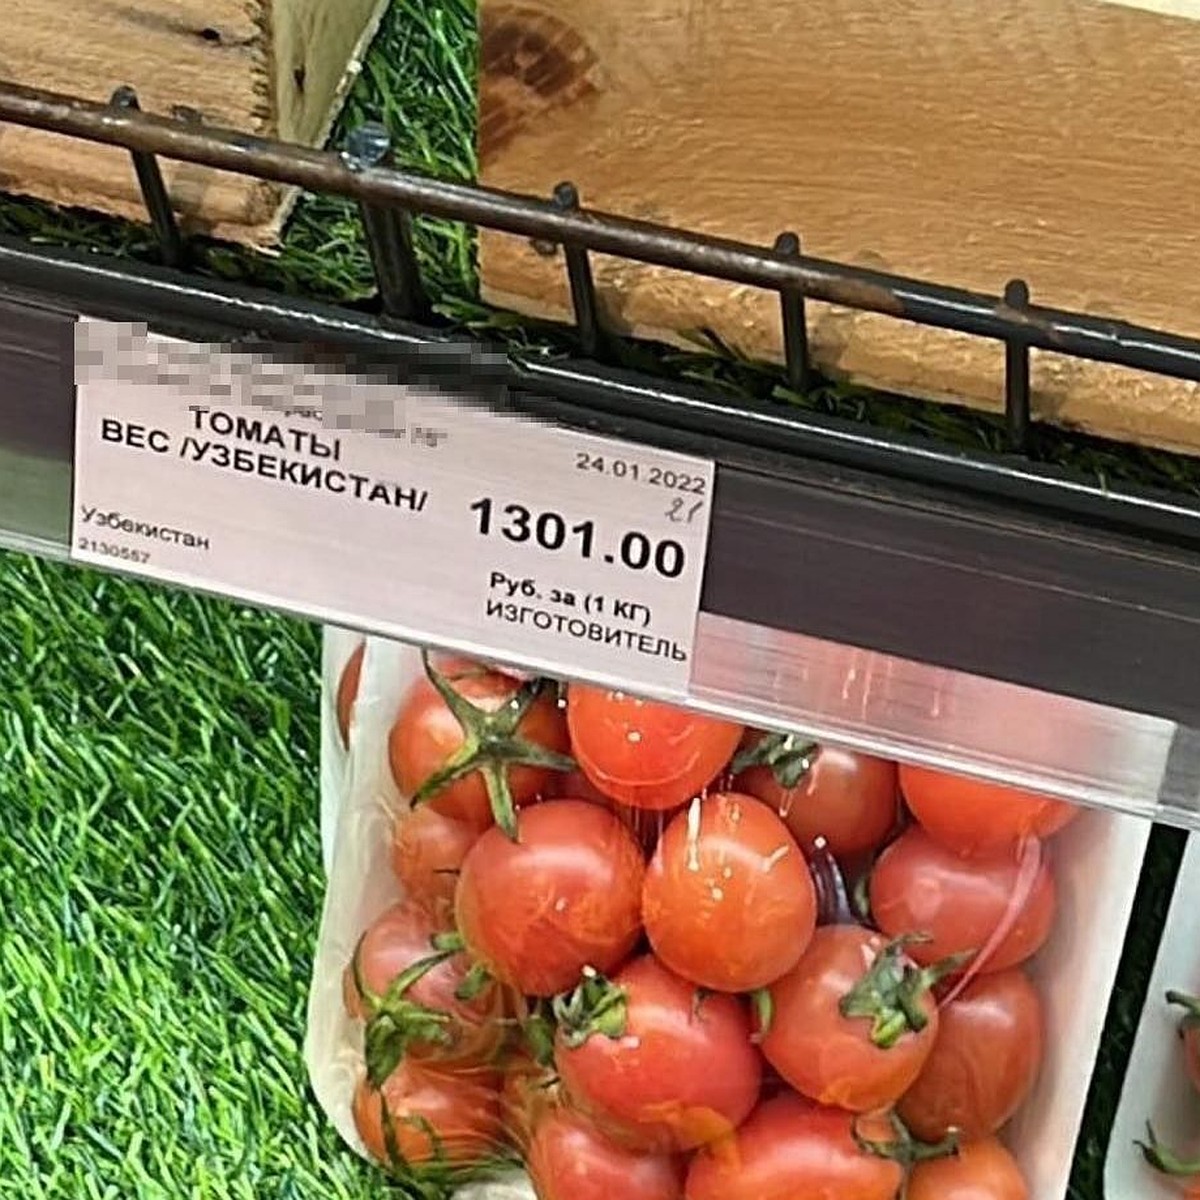 ТОМАТЫ
ВЕС /УЗБЕКИСТАН/
24.01.2022
21
1301.00
Узбекистан
2130557
Руб. за (1 КГ)
ИЗГОТОВИТЕЛЬ